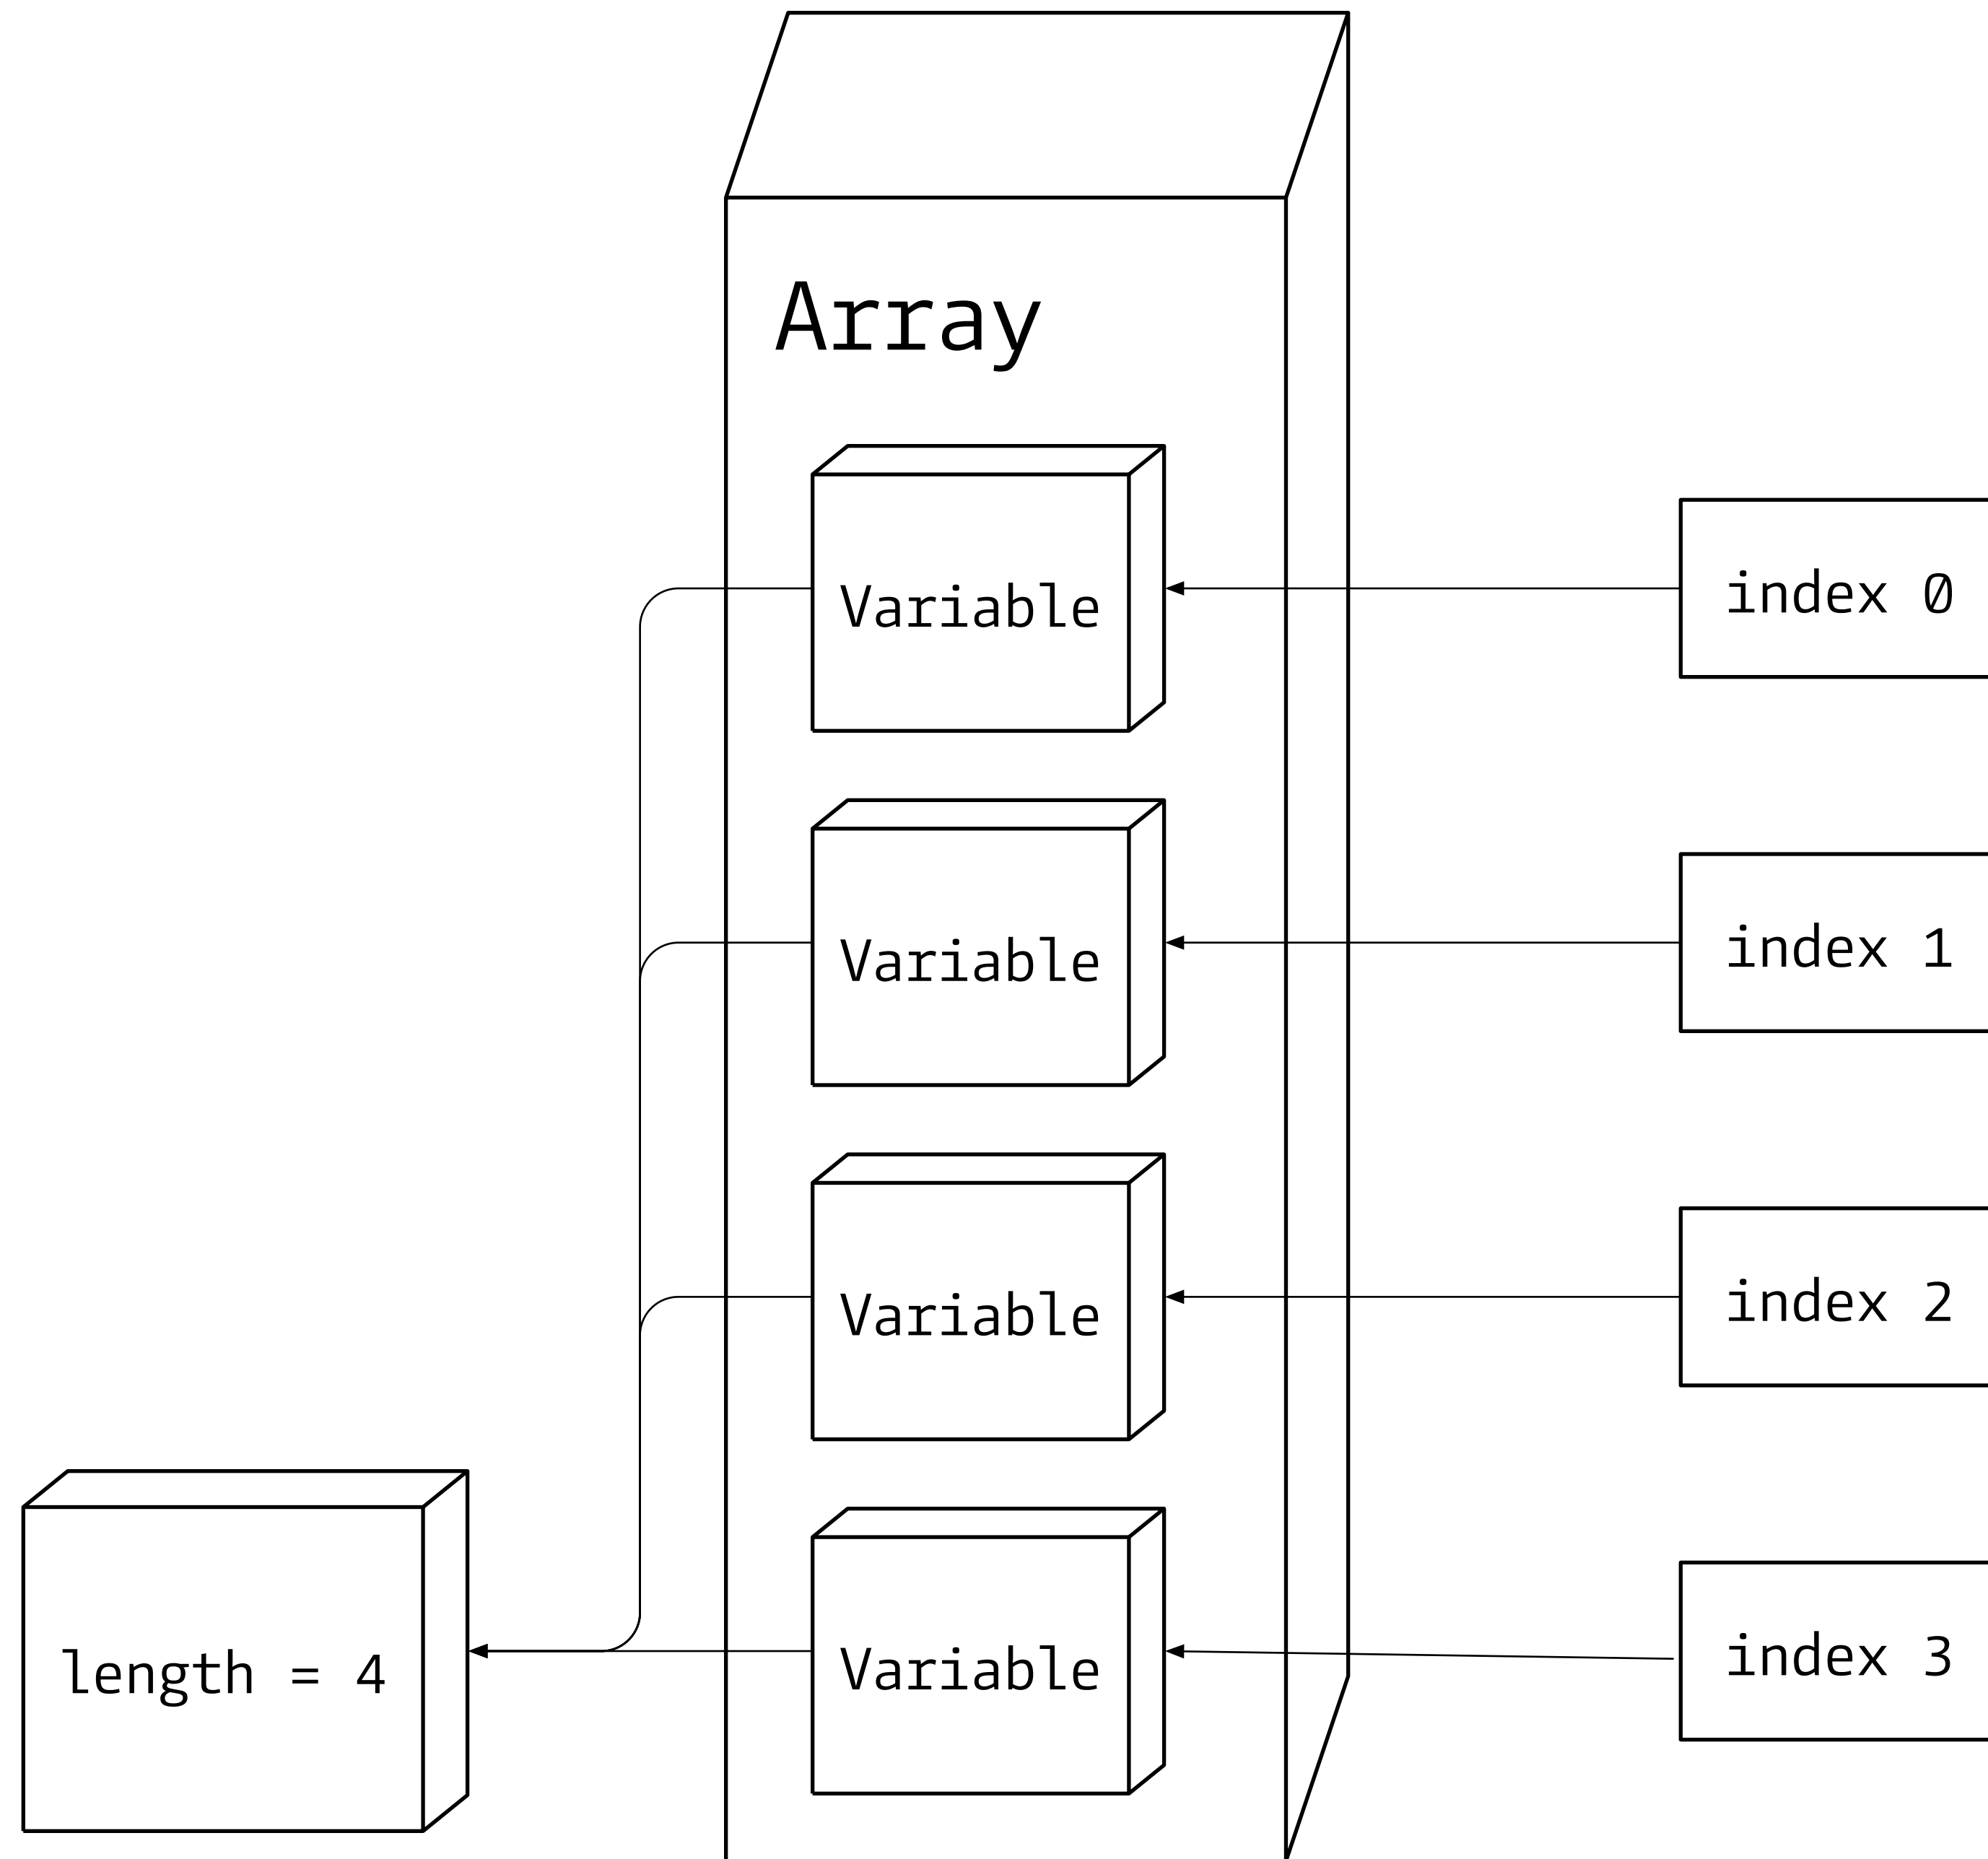 Array
Variable
index 0
Variable
index 1
Variable
index 2
length = 4
Variable
index 3